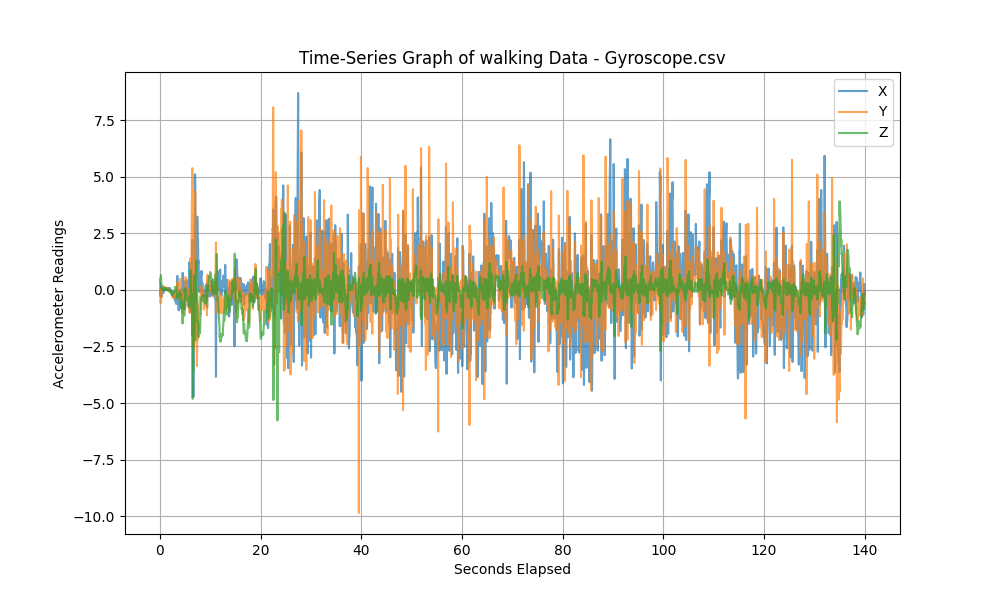 Time-Series Graph of walking Data - Gyroscope.csv
X
Y
Z
Accelerometer Readings
7.5
5.0
2.5
0.0
−2.5
−5.0
−7.5
−10.0
0 20 40 60 80 100 120 140
Seconds Elapsed